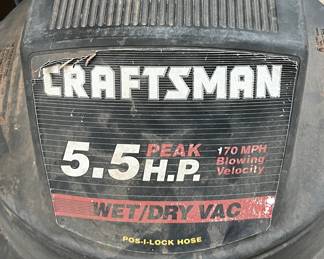 CRAFTSMAN
5.5 PEAK H.P.
170 MPH
Blowing
Velocity
WET/DRY VAC
POS-I-LOCK HOSE